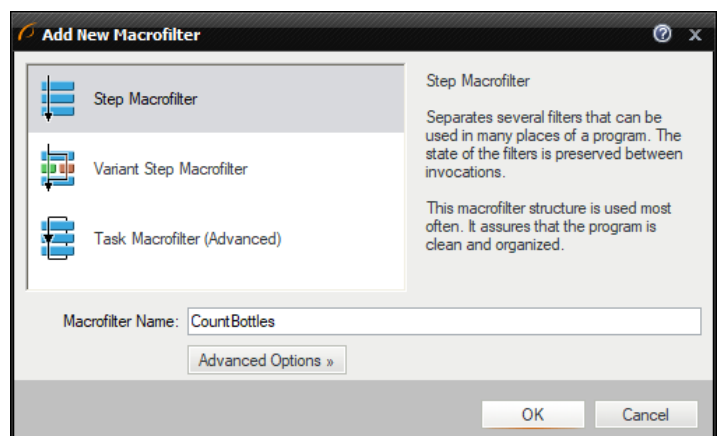 Add New Macrofilter
Step Macrofilter
Variant Step Macrofilter
Task Macrofilter (Advanced)
Step Macrofilter
Separates several filters that can be
used in many places of a program. The
state of the filters is preserved between
invocations.
This macrofilter structure is used most
often. It assures that the program is
clean and organized.
Macrofilter Name: CountBottles
Advanced Options »
OK Cancel